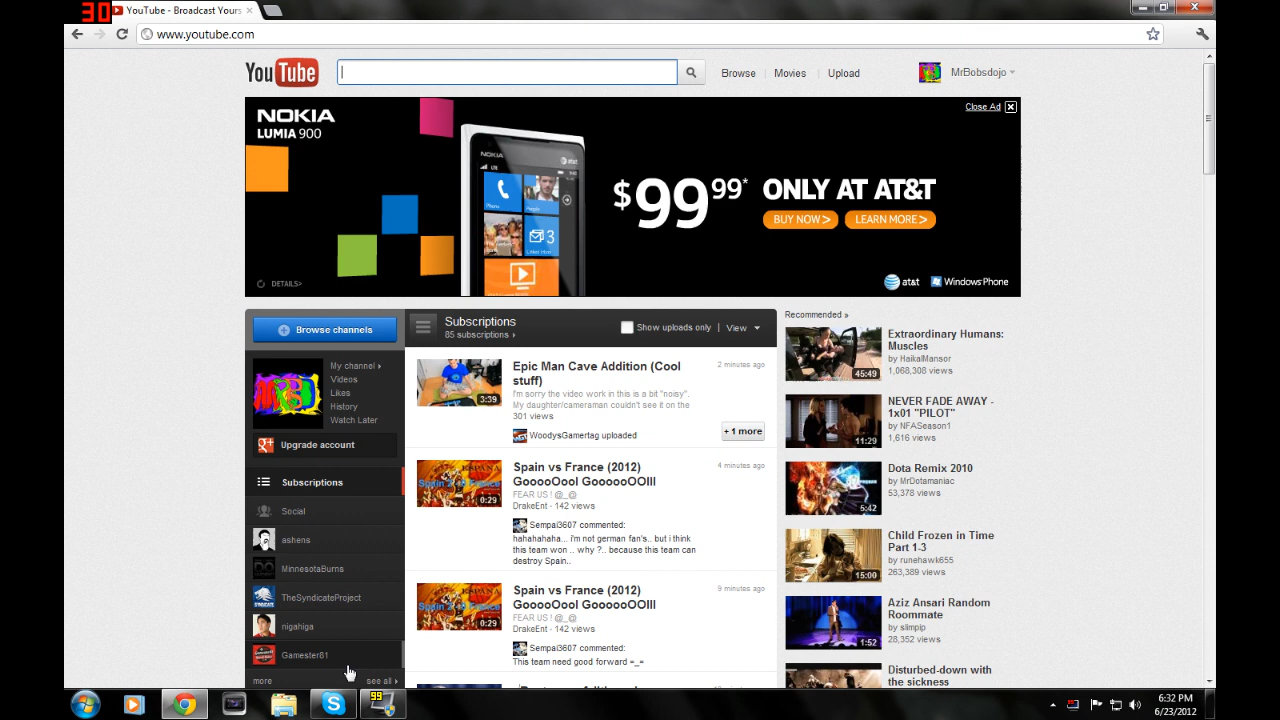 30
YouTube - Broadcast Yours
www.youtube.com
YouTube
Browse
Movies
Upload
MrBobsdojo
NOKIA
LUMIA 900
Close Ad
NOKIA
at&t
$99 99* ONLY AT AT&T
BUY NOW >
LEARN MORE >
DETAILS>
at&t
Windows Phone
Browse channels
My channel
Videos
Likes
History
Watch Later
Upgrade account
Subscriptions
Social
ashens
MinnesotaBurns
TheSyndicateProject
nigahiga
Gamester81
more
see all
Subscriptions
85 subscriptions
Show uploads only
View
Epic Man Cave Addition (Cool
stuff)
2 minutes ago
I'm sorry the video work in this is a bit "noisy".
My daughter/cameraman couldn't see it on the
301 views
3:39
WoodysGamertag uploaded
+ 1 more
Spain vs France (2012)
GooooOool GoooooOOlll
4 minutes ago
FEAR US ! @_@
DrakeEnt · 142 views
0:29
Sempai3607 commented:
hahahahaha... i'm not german fan's.. but i think
this team won .. why ?.. because this team can
destroy Spain..
Spain vs France (2012)
GooooOool GoooooOOlll
9 minutes ago
FEAR US ! @_@
DrakeEnt · 142 views
0:29
Sempai3607 commented:
This team need good forward =_=
Recommended »
Extraordinary Humans:
Muscles
by HaikalMansor
1,068,308 views
45:49
NEVER FADE AWAY -
1x01 "PILOT"
by NFASeason1
1,616 views
11:29
Dota Remix 2010
by MrDotamaniac
53,378 views
5:42
Child Frozen in Time
Part 1-3
by runehawk655
263,389 views
15:00
Aziz Ansari Random
Roommate
by slimpip
28,352 views
1:52
Disturbed-down with
the sickness
99
6:32 PM
6/23/2012